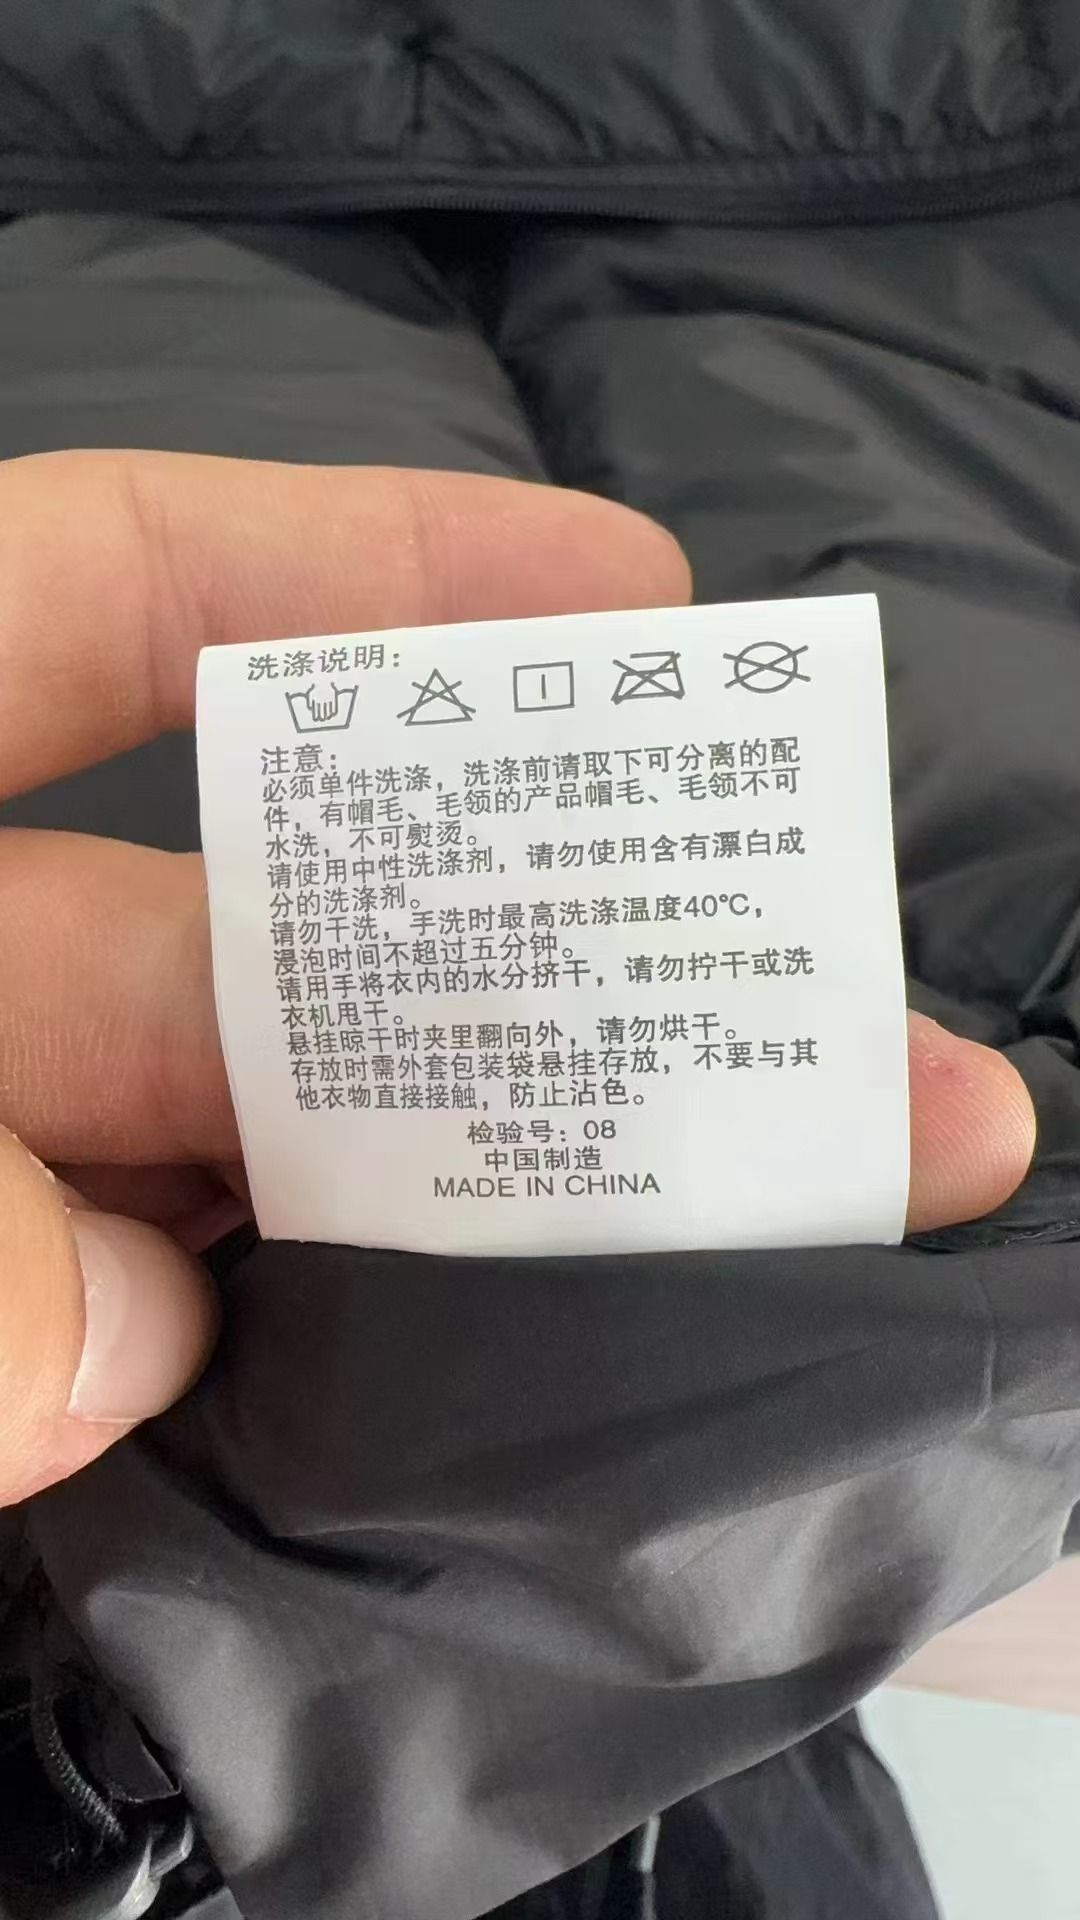 洗涤说明：
注意：
必须单件洗涤，洗涤前请取下可分离的配
件，有帽毛、毛领的产品帽毛、毛领不可
水洗，不可熨烫。
请使用中性洗涤剂，请勿使用含有漂白成
分的洗涤剂。
请勿干洗，手洗时最高洗涤温度40℃，
浸泡时间不超过五分钟。
请用手将衣内的水分挤干，请勿拧干或洗
衣机甩干。
悬挂晾干时夹里翻向外，请勿烘干。
存放时需外套包装袋悬挂存放，不要与其
他衣物直接接触，防止沾色。
检验号：08
中国制造
MADE IN CHINA